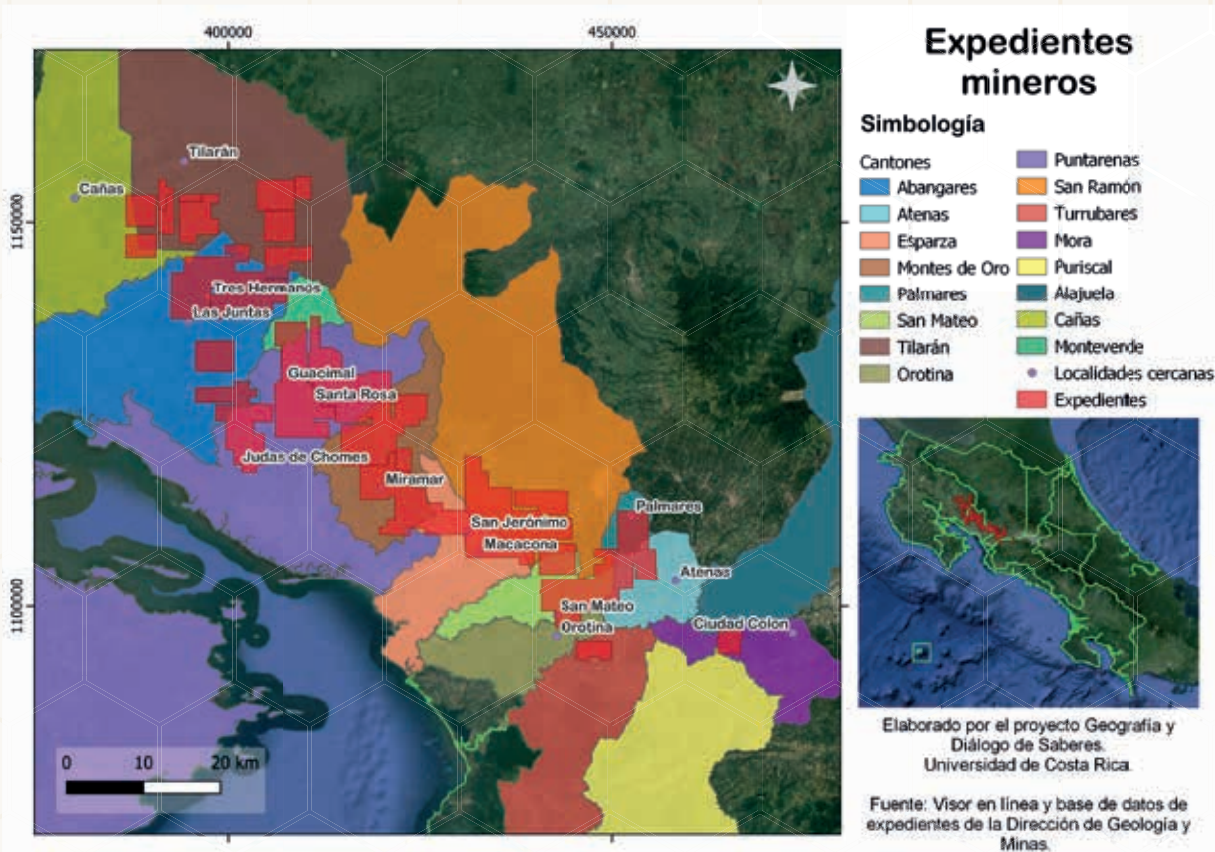 400000
450000
1150000
1100000
Tilarán
Cañas
Tres Hermanos
Las Juntas
Guacimal
Santa Rosa
Judas de Chomes
Miramar
San Jerónimo
Macacona
Palmares
Atenas
San Mateo
Orotina
Ciudad Colon
0 10 20 km
Expedientes
mineros
Simbología
Cantones
Abangares
Atenas
Esparza
Montes de Oro
Palmares
San Mateo
Tilarán
Orotina
Puntarenas
San Ramón
Turrubares
Mora
Puriscal
Alajuela
Cañas
Monteverde
Localidades cercanas
Expedientes
Elaborado por el proyecto Geografía y
Diálogo de Saberes.
Universidad de Costa Rica.
Fuente: Visor en línea y base de datos de
expedientes de la Dirección de Geología y
Minas.